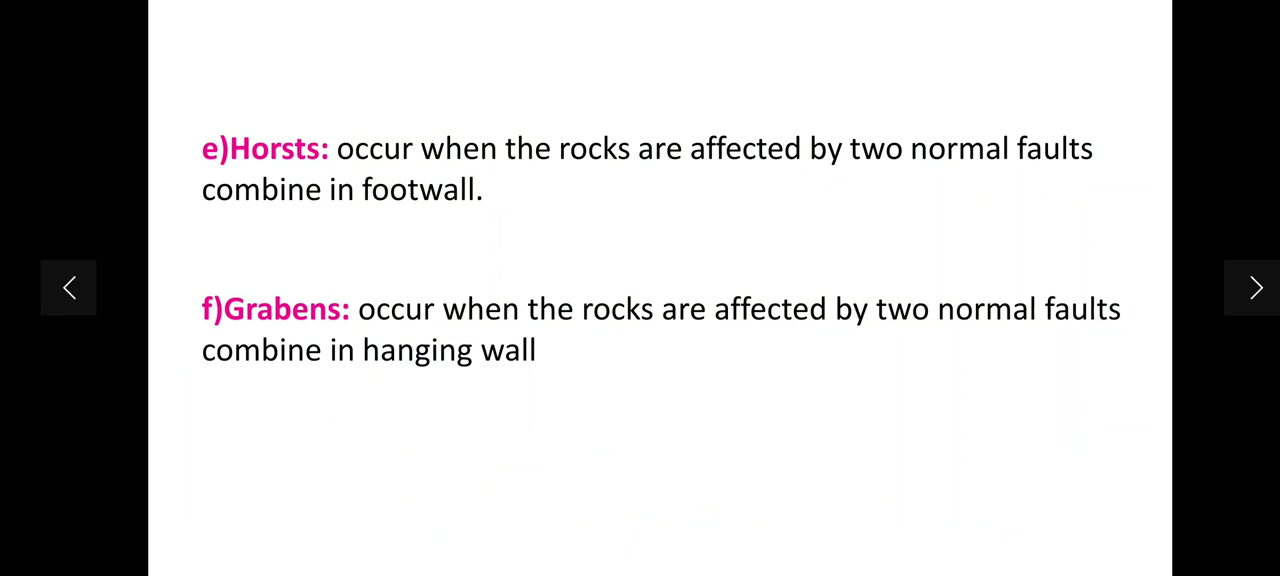 e)Horsts: occur when the rocks are affected by two normal faults
combine in footwall.
f)Grabens: occur when the rocks are affected by two normal faults
combine in hanging wall